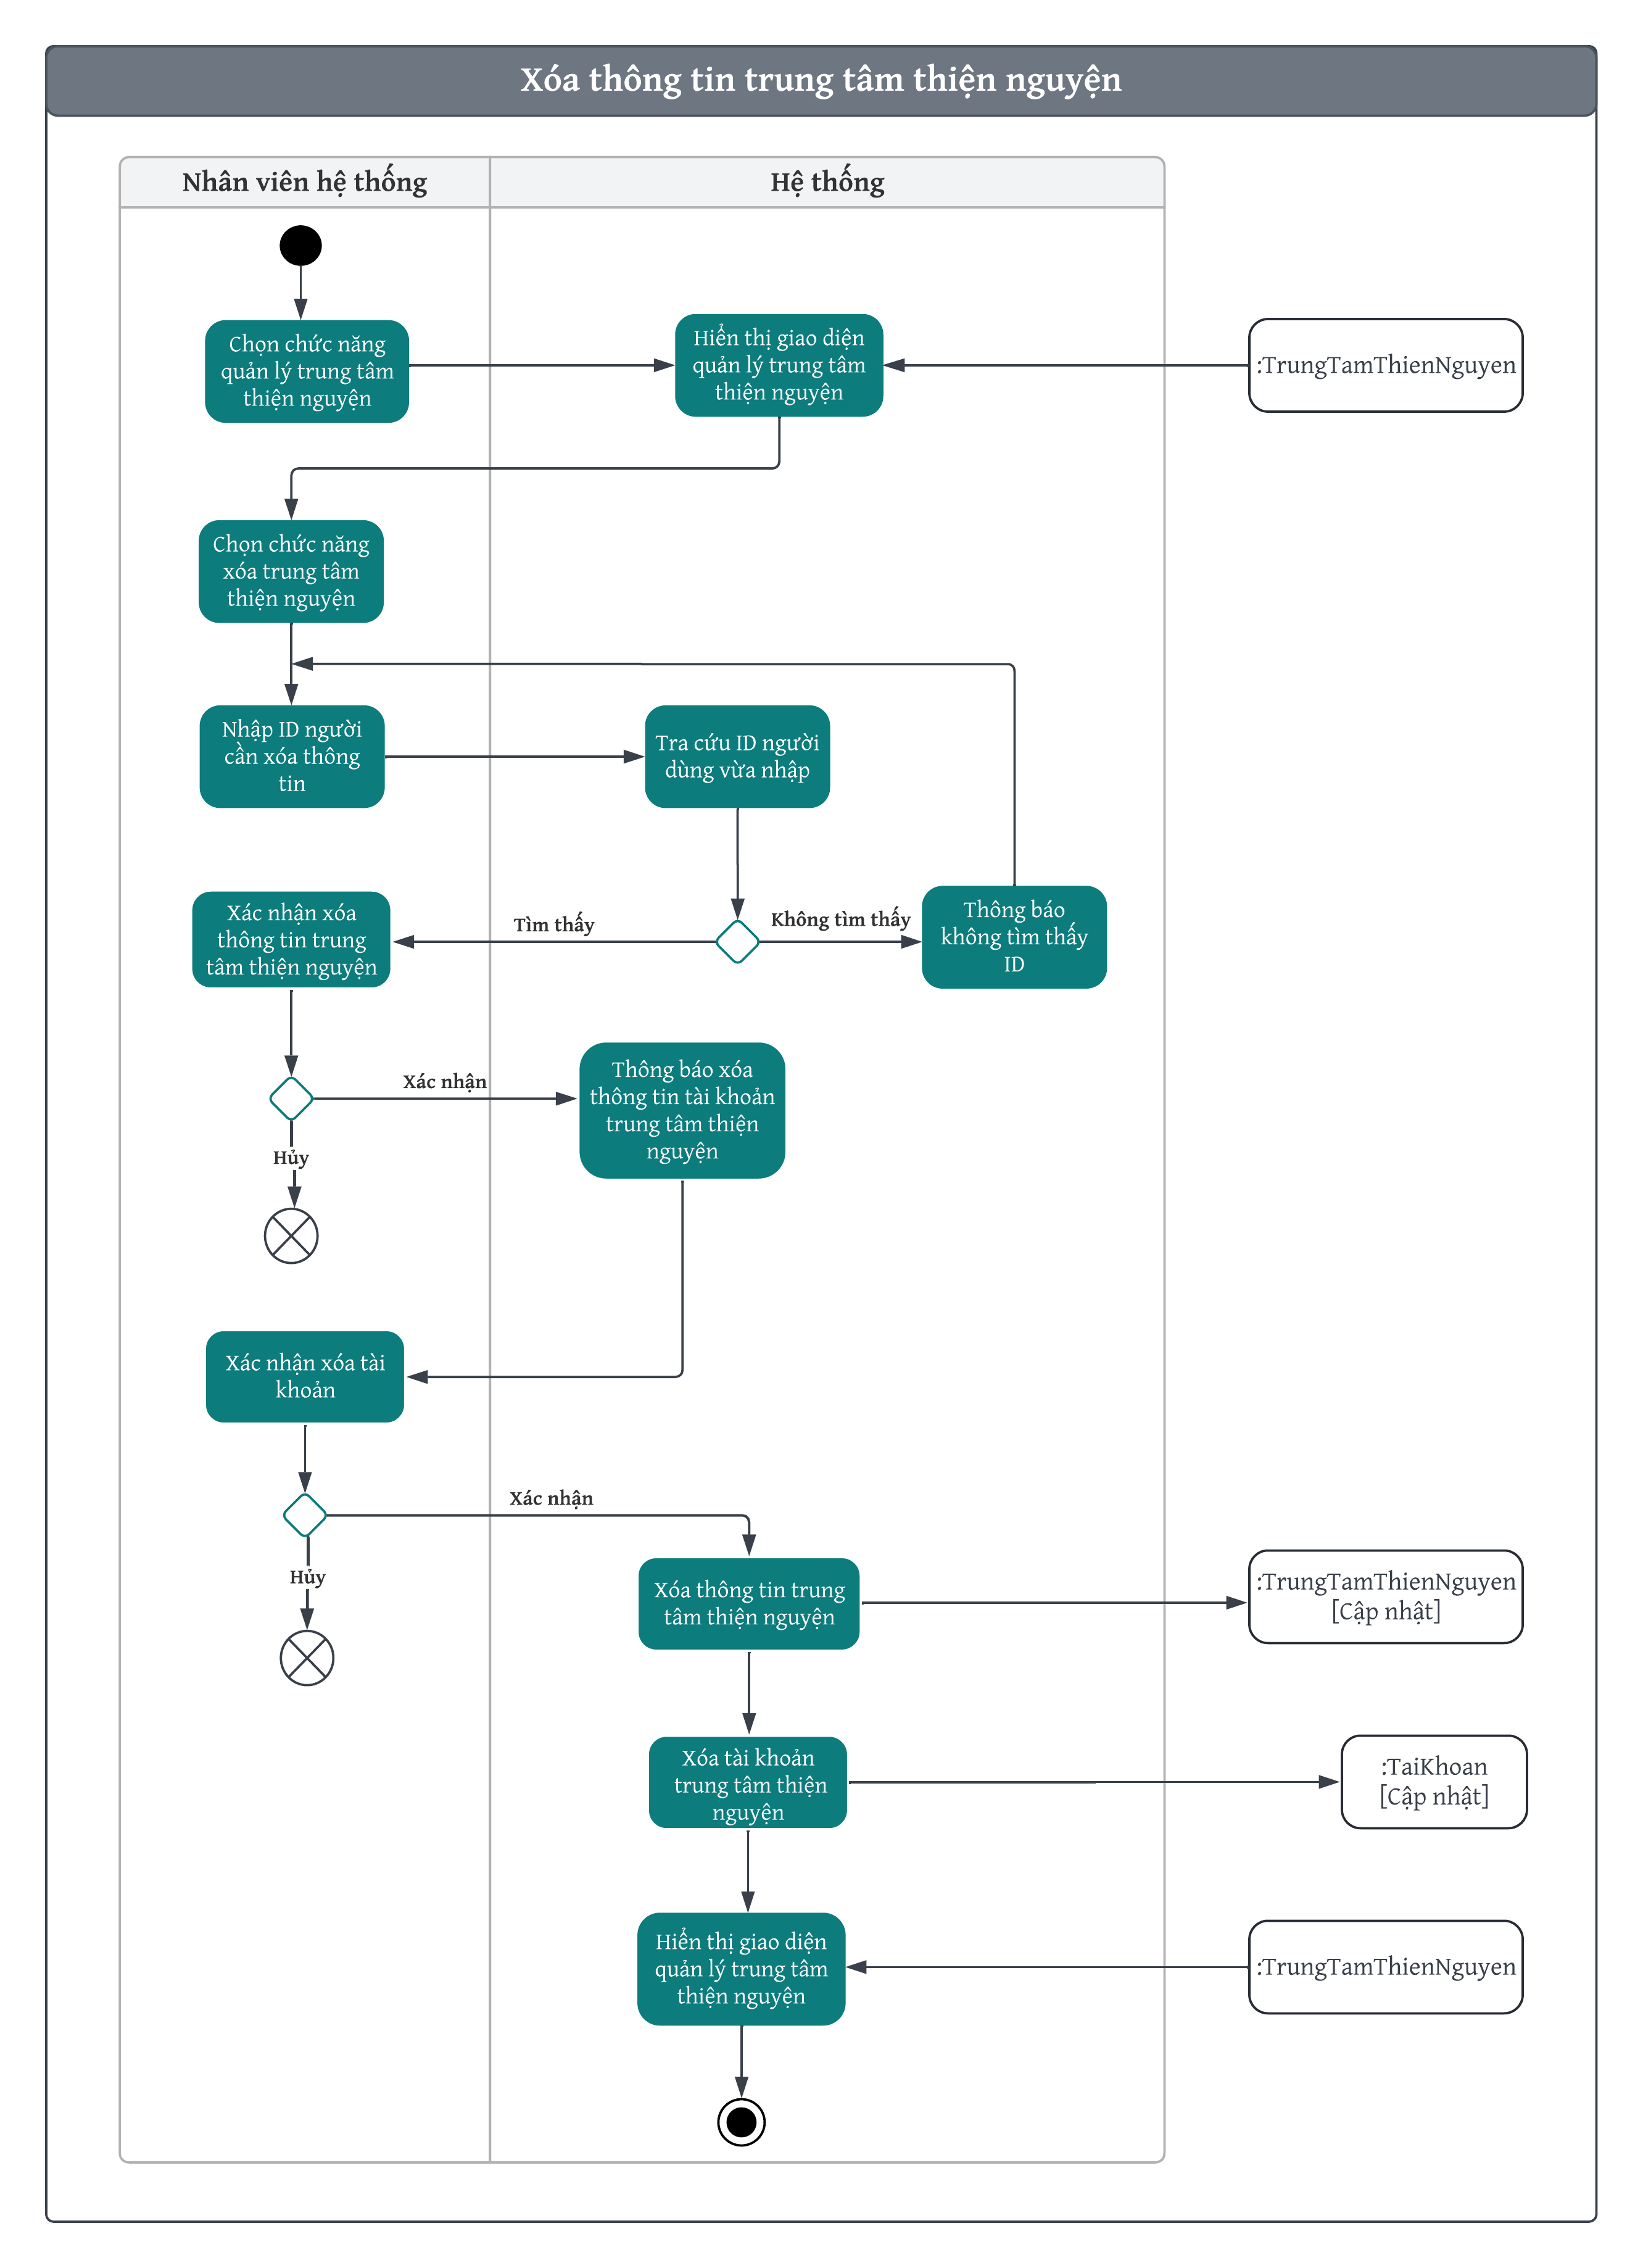 Xóa thông tin trung tâm thiện nguyện
Nhân viên hệ thống
Hệ thống
Chọn chức năng
quản lý trung tâm
thiện nguyện
Hiển thị giao diện
quản lý trung tâm
thiện nguyện
:TrungTamThienNguyen
Chọn chức năng
xóa trung tâm
thiện nguyện
Nhập ID người
cần xóa thông
tin
Tra cứu ID người
dùng vừa nhập
Xác nhận xóa
thông tin trung
tâm thiện nguyện
Tìm thấy
Không tìm thấy
Thông báo
không tìm thấy
ID
Xác nhận
Thông báo xóa
thông tin tài khoản
trung tâm thiện
nguyện
Hủy
Xác nhận xóa tài
khoản
Xác nhận
Hủy
Xóa thông tin trung
tâm thiện nguyện
:TrungTamThienNguyen
[Cập nhật]
Xóa tài khoản
trung tâm thiện
nguyện
:TaiKhoan
[Cập nhật]
Hiển thị giao diện
quản lý trung tâm
thiện nguyện
:TrungTamThienNguyen